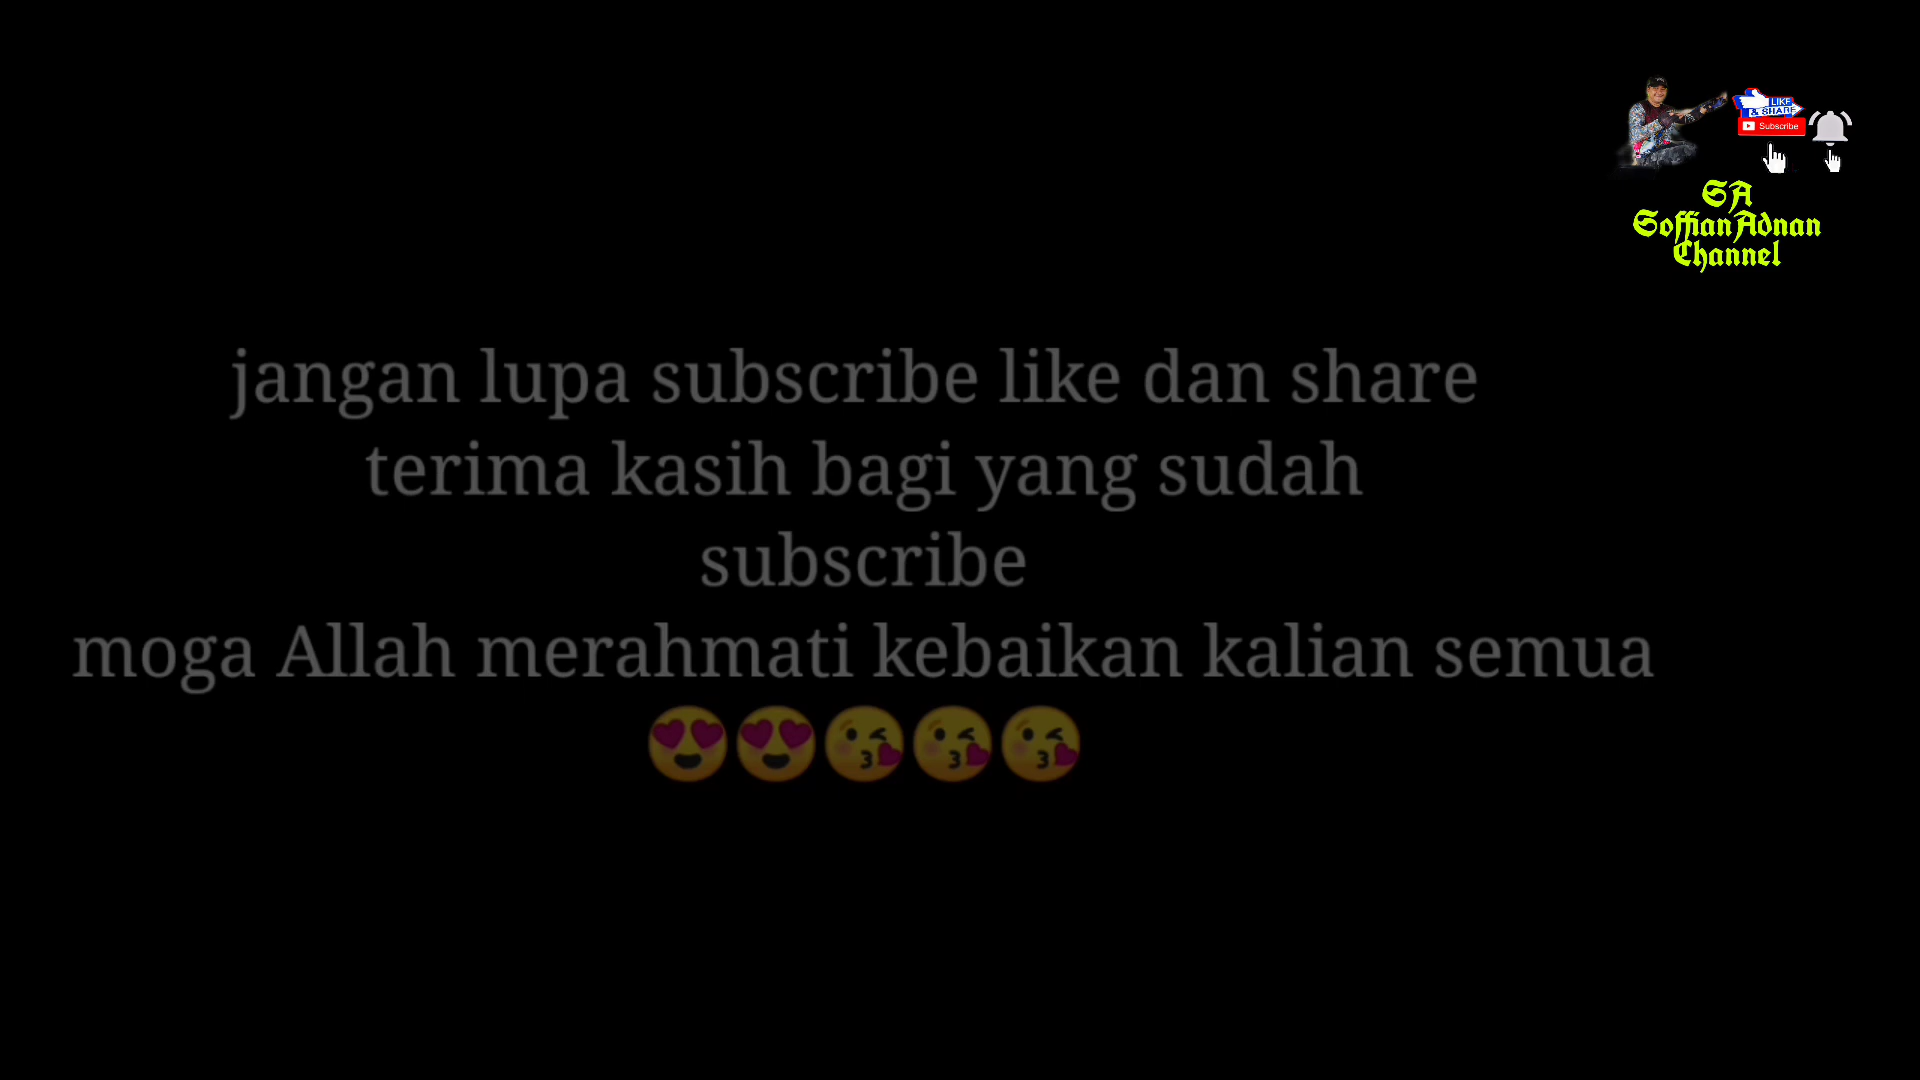 LIKE
& SHARE
Subscribe
SA
SoffianAdnan
Channel
jangan lupa subscribe like dan share
terima kasih bagi yang sudah
subscribe
moga Allah merahmati kebaikan kalian semua
😍😍😘😘😘